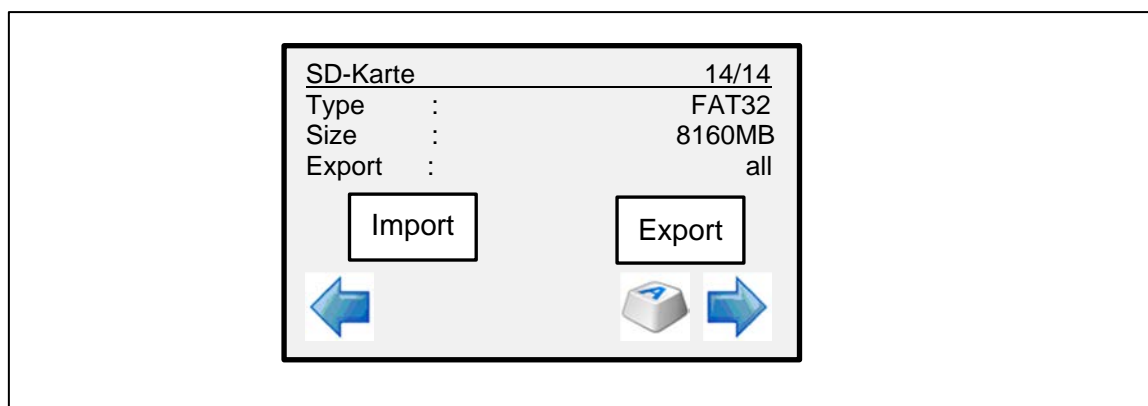 SD-Karte 14/14
Type : FAT32
Size : 8160MB
Export : all
Import Export
A